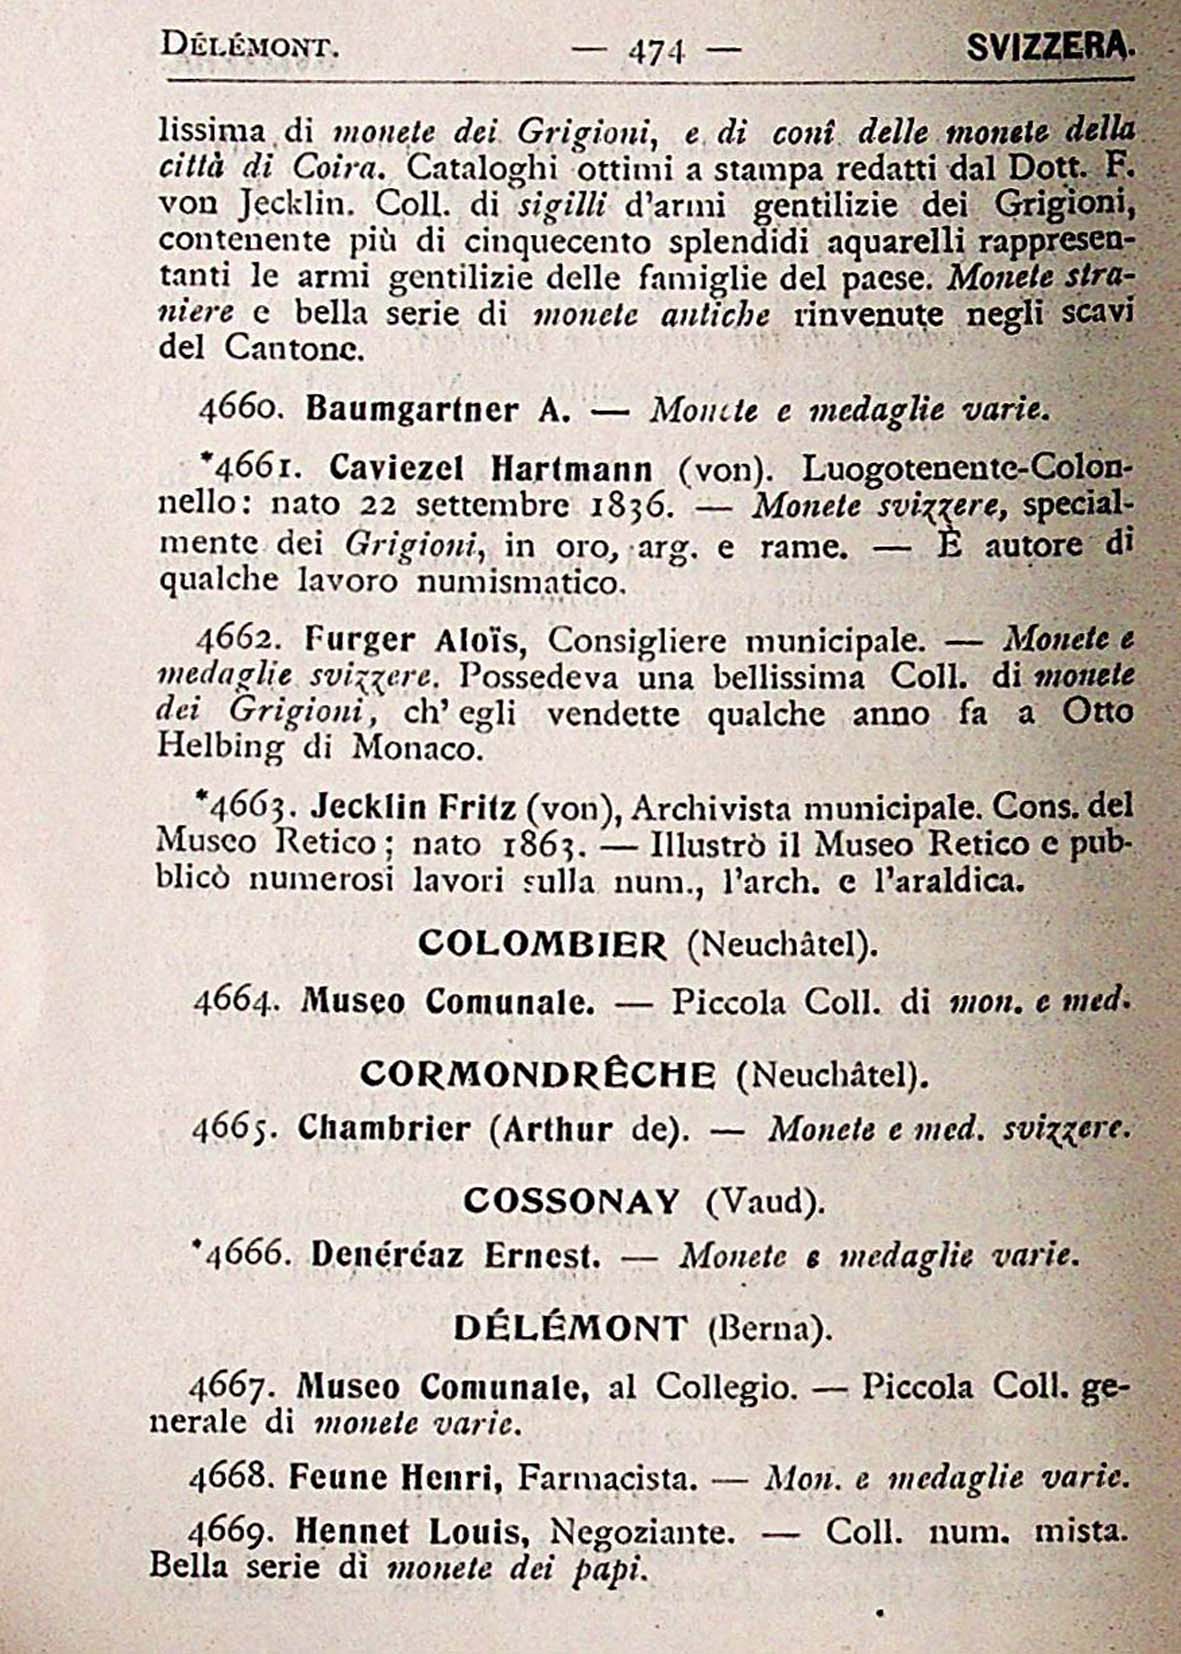 DÉLÉMONT. — 474 — SVIZZERA.
lissima di monete dei Grigioni, e di conî delle monete della
città di Coira. Cataloghi ottimi a stampa redatti dal Dott. F.
von Jecklin. Coll. di sigilli d'armi gentilizie dei Grigioni,
contenente più di cinquecento splendidi aquarelli rappresen-
tanti le armi gentilizie delle famiglie del paese. Monete stra-
niere e bella serie di monete antiche rinvenute negli scavi
del Cantone.
4660. Baumgartner A. — Monete e medaglie varie.
*4661. Caviezel Hartmann (von). Luogotenente-Colon-
nello: nato 22 settembre 1836. — Monete svizzere, special-
mente dei Grigioni, in oro, arg. e rame. — È autore di
qualche lavoro numismatico.
4662. Furger Aloïs, Consigliere municipale. — Monete e
medaglie svizzere. Possedeva una bellissima Coll. di monete
dei Grigioni, ch' egli vendette qualche anno fa a Otto
Helbing di Monaco.
*4663. Jecklin Fritz (von), Archivista municipale. Cons. del
Museo Retico; nato 1863. — Illustrò il Museo Retico e pub-
blicò numerosi lavori sulla num., l'arch. e l'araldica.
COLOMBIER (Neuchâtel).
4664. Museo Comunale. — Piccola Coll. di mon. e med.
CORMONDRÊCHE (Neuchâtel).
4665. Chambrier (Arthur de). — Monete e med. svizzere.
COSSONAY (Vaud).
*4666. Denéréaz Ernest. — Monete e medaglie varie.
DÉLÉMONT (Berna).
4667. Museo Comunale, al Collegio. — Piccola Coll. ge-
nerale di monete varie.
4668. Feune Henri, Farmacista. — Mon. e medaglie varie.
4669. Hennet Louis, Negoziante. — Coll. num. mista.
Bella serie di monete dei papi.